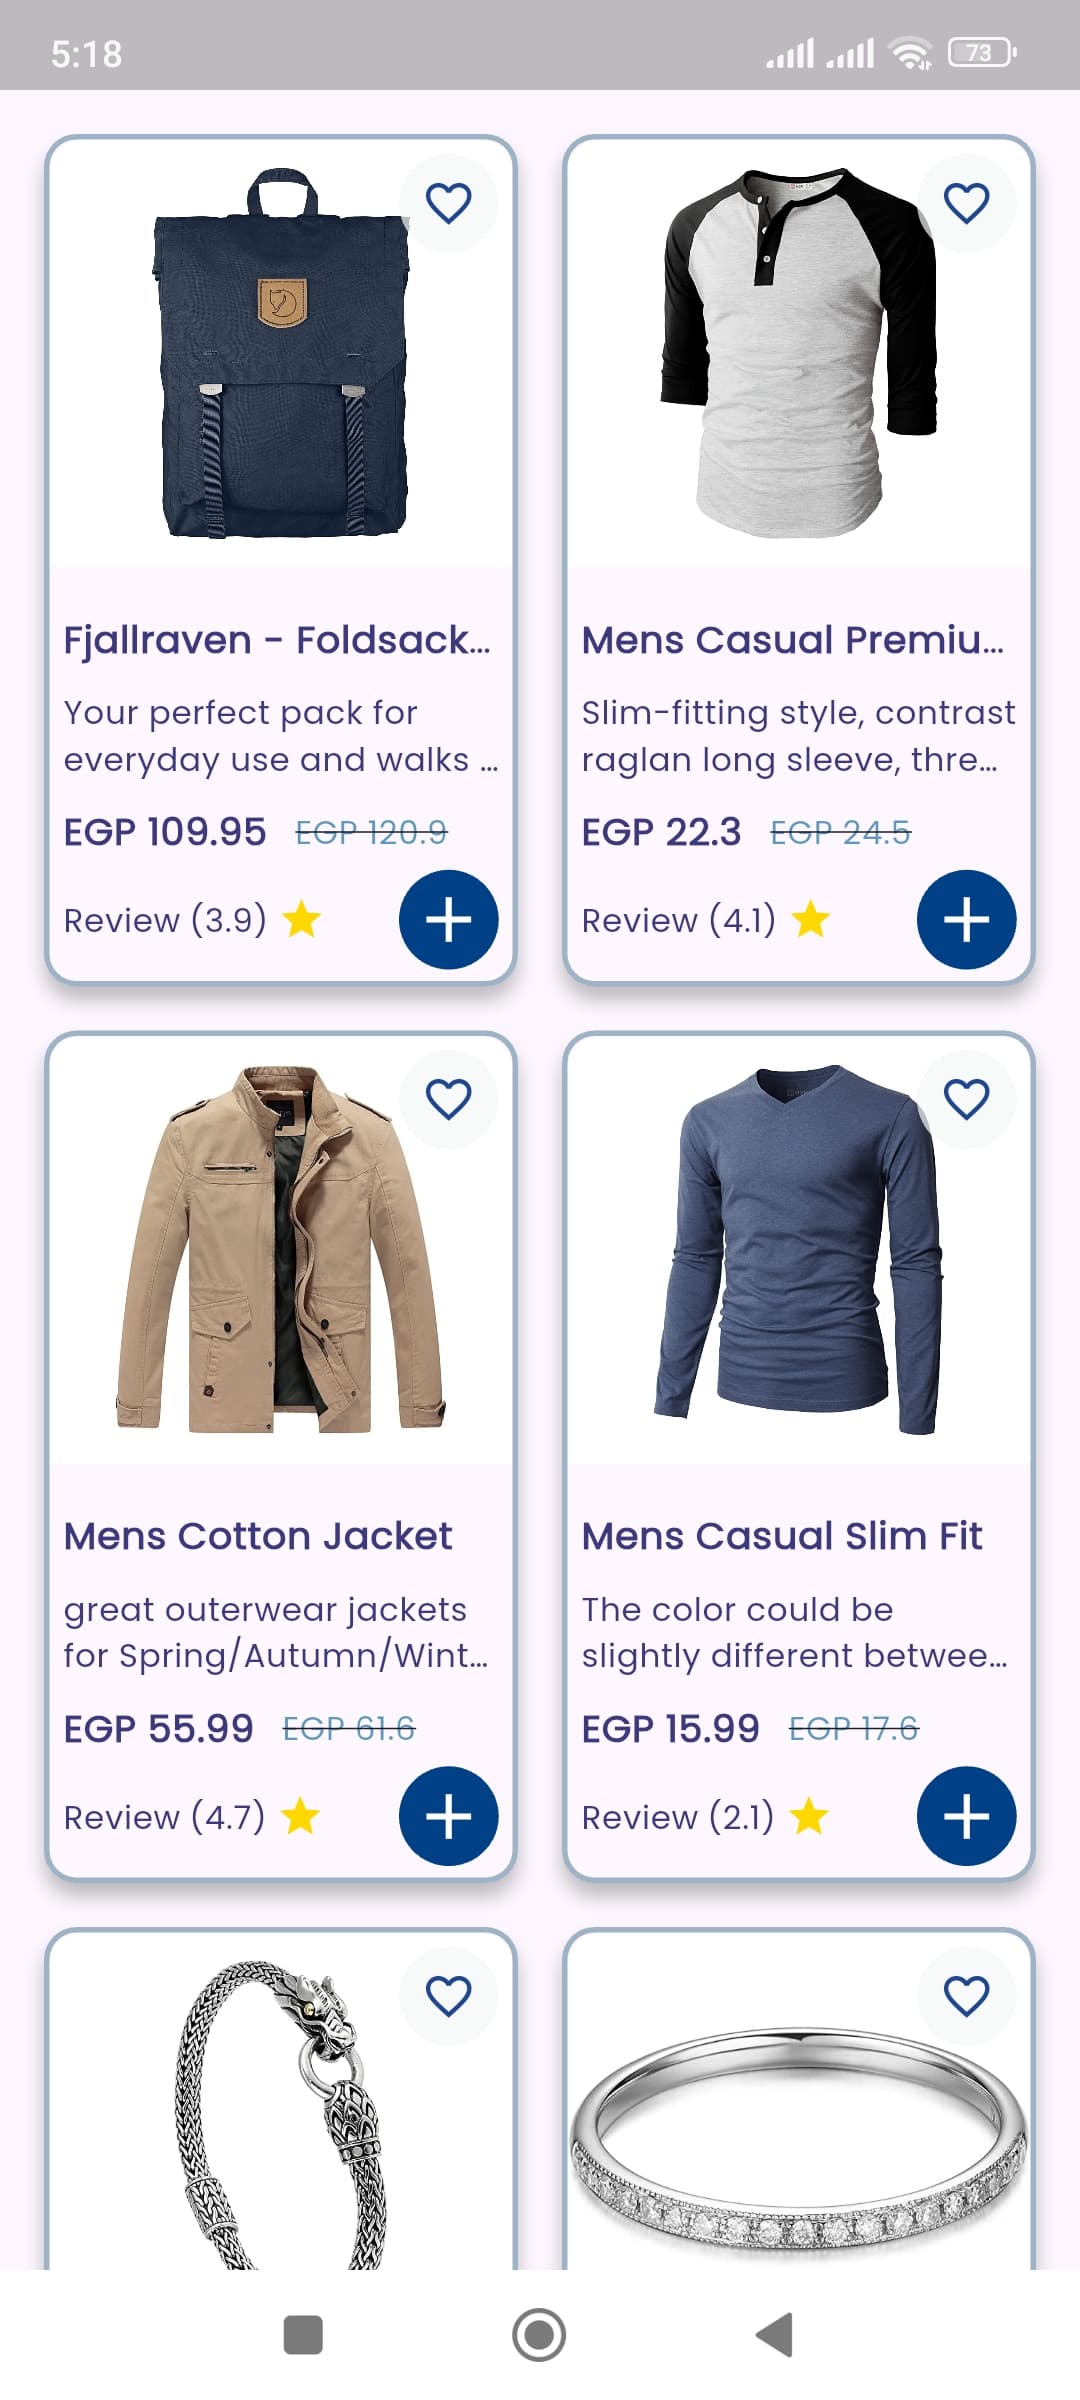 5:18
73
Fjallraven - Foldsack...
Your perfect pack for
everyday use and walks ...
EGP 109.95 EGP 120.9
Review (3.9)
Mens Casual Premiu...
Slim-fitting style, contrast
raglan long sleeve, thre...
EGP 22.3 EGP 24.5
Review (4.1)
Mens Cotton Jacket
great outerwear jackets
for Spring/Autumn/Wint...
EGP 55.99 EGP 61.6
Review (4.7)
Mens Casual Slim Fit
The color could be
slightly different betwee...
EGP 15.99 EGP 17.6
Review (2.1)